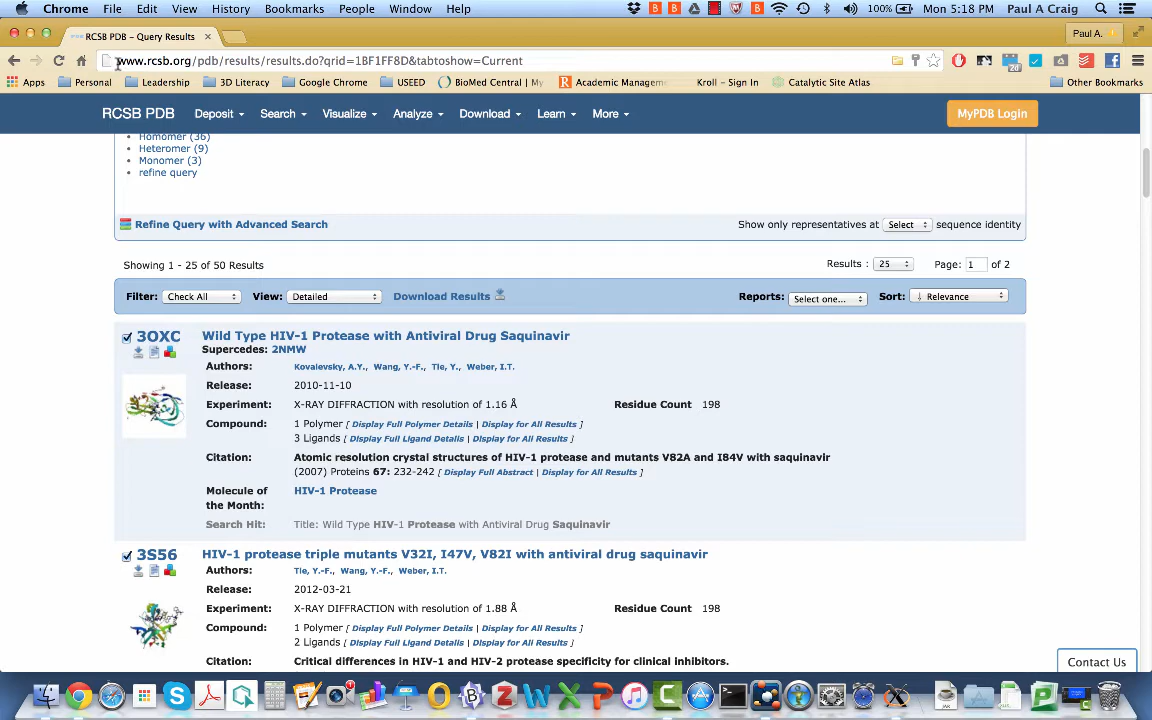 Chrome File Edit View History Bookmarks People Window Help 100% Mon 5:18 PM Paul A Craig
RCSB PDB – Query Results × Paul A.
www.rcsb.org/pdb/results/results.do?qrid=1BF1FF8D&tabtoshow=Current
Apps Personal Leadership 3D Literacy Google Chrome USEED BioMed Central | My Academic Manageme Kroll – Sign In Catalytic Site Atlas Other Bookmarks
RCSB PDB Deposit Search Visualize Analyze Download Learn More MyPDB Login
Homomer (36)
Heteromer (9)
Monomer (3)
refine query
Refine Query with Advanced Search Show only representatives at Select sequence identity
Showing 1 - 25 of 50 Results Results : 25 Page: 1 of 2
Filter: Check All View: Detailed Download Results Reports: Select one... Sort: ↓ Relevance
3OXC Wild Type HIV-1 Protease with Antiviral Drug Saquinavir
Supercedes: 2NMW
Authors: Kovalevsky, A.Y., Wang, Y.-F., Tie, Y., Weber, I.T.
Release: 2010-11-10
Experiment: X-RAY DIFFRACTION with resolution of 1.16 Å Residue Count 198
Compound: 1 Polymer [ Display Full Polymer Details | Display for All Results ]
3 Ligands [ Display Full Ligand Details | Display for All Results ]
Citation: Atomic resolution crystal structures of HIV-1 protease and mutants V82A and I84V with saquinavir
(2007) Proteins 67: 232-242 [ Display Full Abstract | Display for All Results ]
Molecule of the Month: HIV-1 Protease
Search Hit: Title: Wild Type HIV-1 Protease with Antiviral Drug Saquinavir
3S56 HIV-1 protease triple mutants V32I, I47V, V82I with antiviral drug saquinavir
Authors: Tie, Y.-F., Wang, Y.-F., Weber, I.T.
Release: 2012-03-21
Experiment: X-RAY DIFFRACTION with resolution of 1.88 Å Residue Count 198
Compound: 1 Polymer [ Display Full Polymer Details | Display for All Results ]
2 Ligands [ Display Full Ligand Details | Display for All Results ]
Citation: Critical differences in HIV-1 and HIV-2 protease specificity for clinical inhibitors.
Contact Us